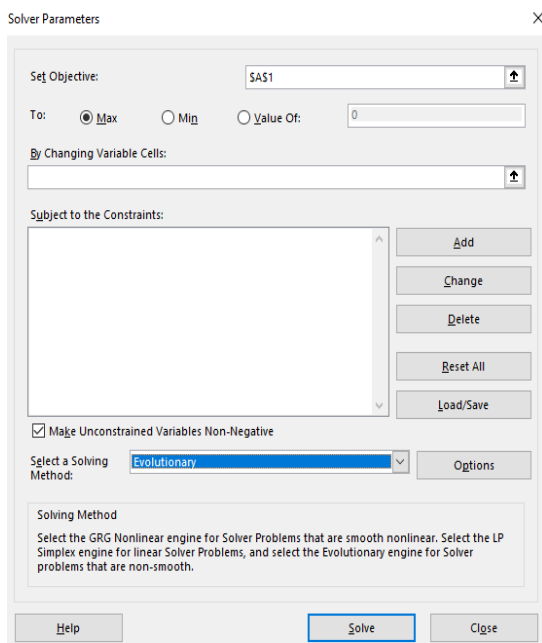 Solver Parameters
Set Objective:
$A$1
To:
Max
Min
Value Of:
0
By Changing Variable Cells:
Subject to the Constraints:
Add
Change
Delete
Reset All
Load/Save
Make Unconstrained Variables Non-Negative
Select a Solving
Method:
Evolutionary
Options
Solving Method
Select the GRG Nonlinear engine for Solver Problems that are smooth nonlinear. Select the LP
Simplex engine for linear Solver Problems, and select the Evolutionary engine for Solver
problems that are non-smooth.
Help
Solve
Close